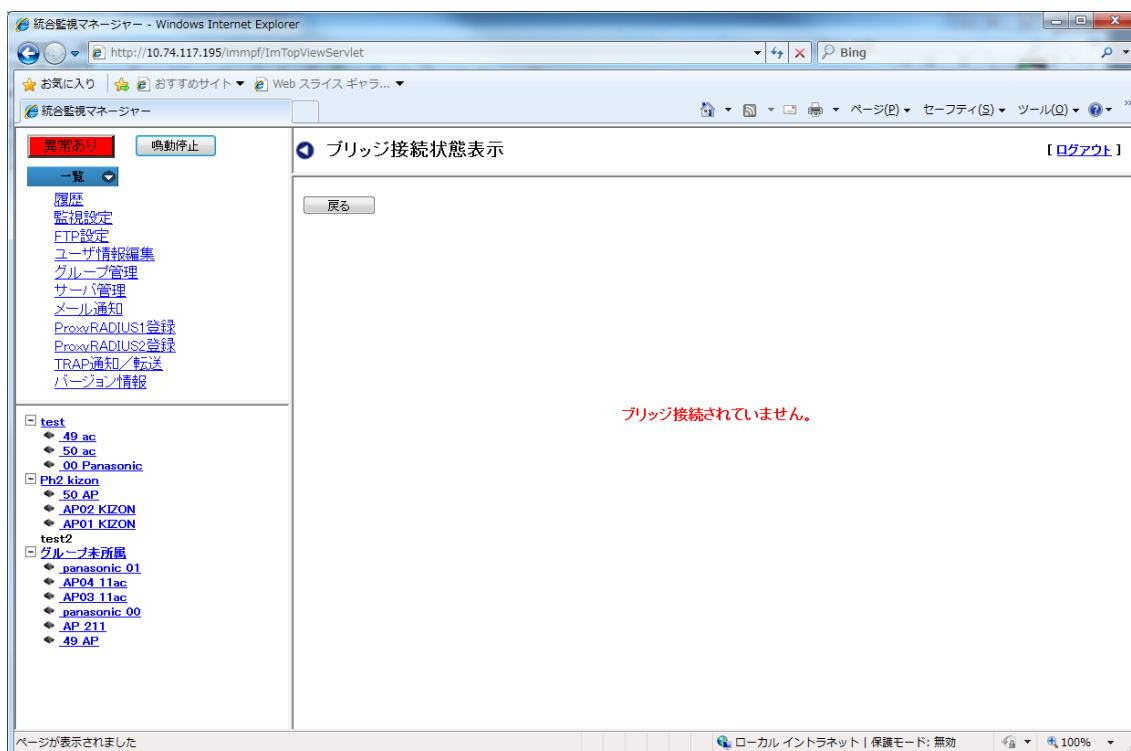 統合監視マネージャー - Windows Internet Explorer
http://10.74.117.195/immpf/ImTopViewServlet
Bing
お気に入り おすすめサイト Web スライス ギャラ...
統合監視マネージャー
ページ(P) セーフティ(S) ツール(O)
異常あり 鳴動停止
一覧
履歴
監視設定
FTP設定
ユーザ情報編集
グループ管理
サーバ管理
メール通知
ProxyRADIUS1登録
ProxyRADIUS2登録
TRAP通知／転送
バージョン情報
test
49 ac
50 ac
00 Panasonic
Ph2 kizon
50 AP
AP02 KIZON
AP01 KIZON
test2
グループ未所属
panasonic 01
AP04 11ac
AP03 11ac
panasonic 00
AP 211
49 AP
ブリッジ接続状態表示
[ ログアウト ]
戻る
ブリッジ接続されていません。
ページが表示されました
ローカル イントラネット | 保護モード: 無効
100%